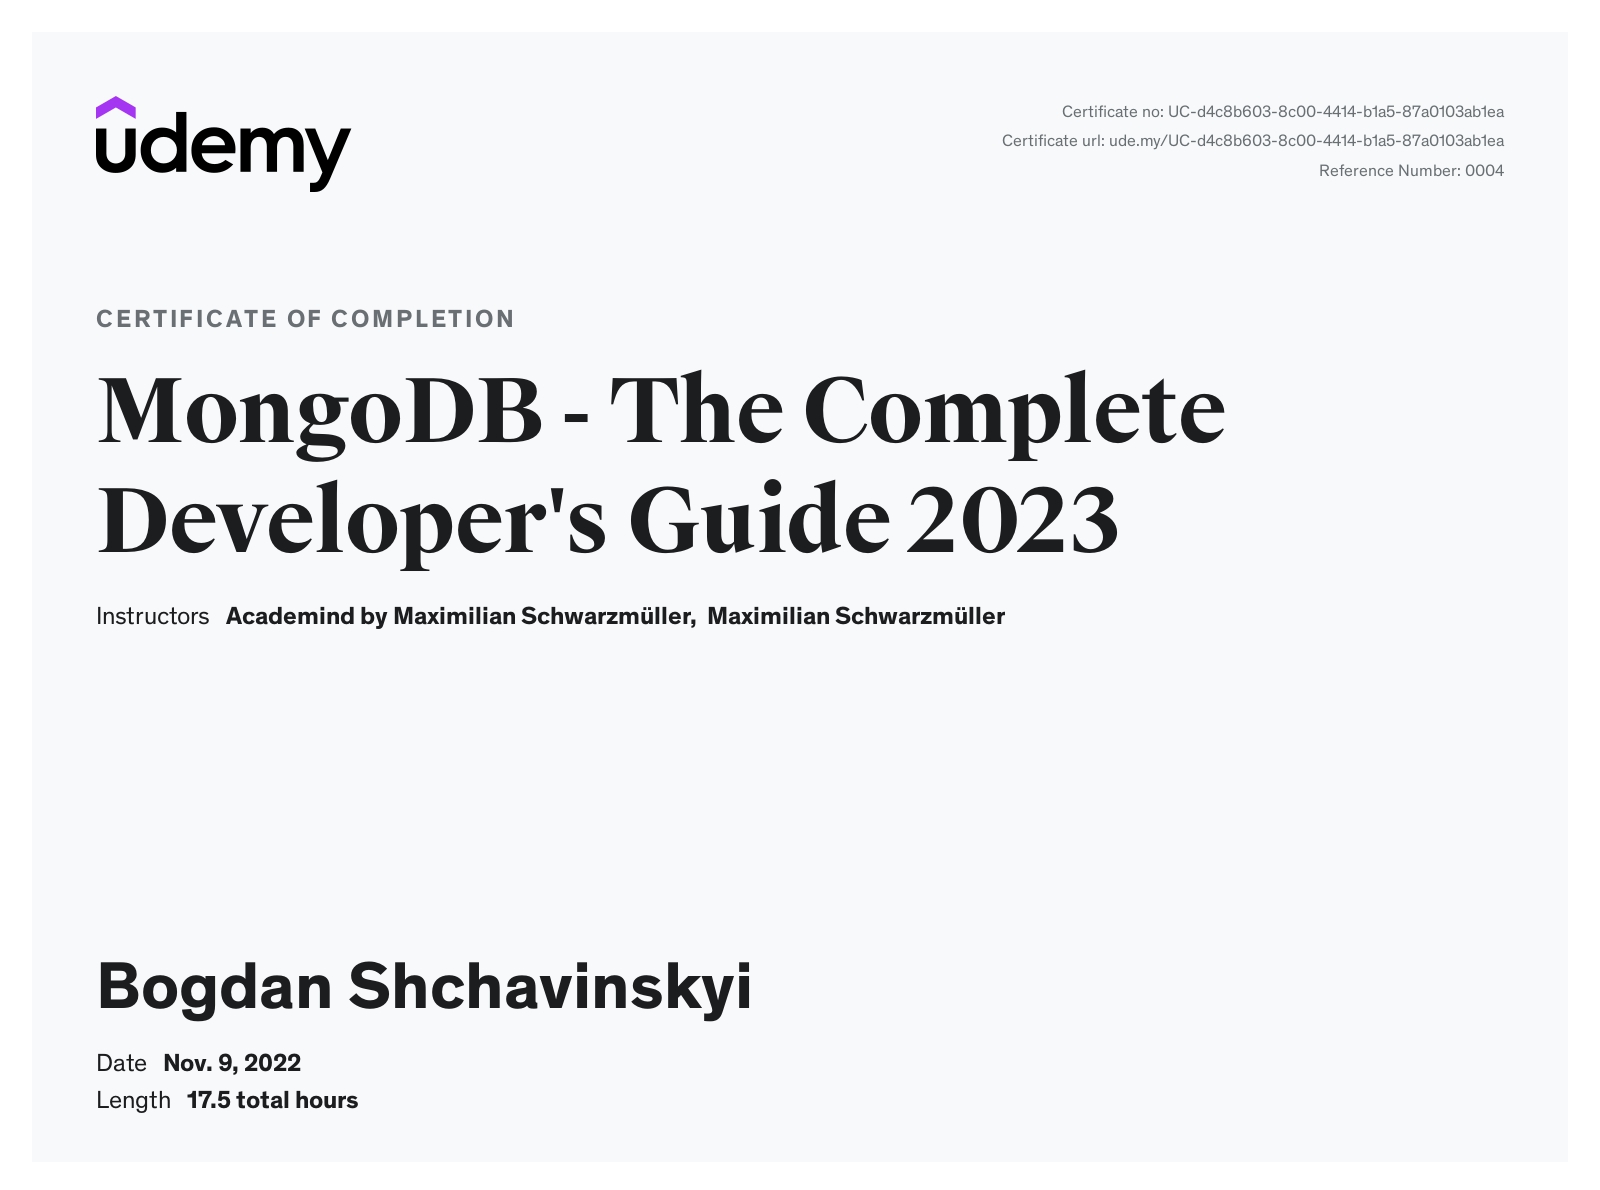 udemy
Certificate no: UC-d4c8b603-8c00-4414-b1a5-87a0103ab1ea
Certificate url: ude.my/UC-d4c8b603-8c00-4414-b1a5-87a0103ab1ea
Reference Number: 0004
CERTIFICATE OF COMPLETION
MongoDB - The Complete
Developer's Guide 2023
Instructors Academind by Maximilian Schwarzmüller, Maximilian Schwarzmüller
Bogdan Shchavinskyi
Date Nov. 9, 2022
Length 17.5 total hours